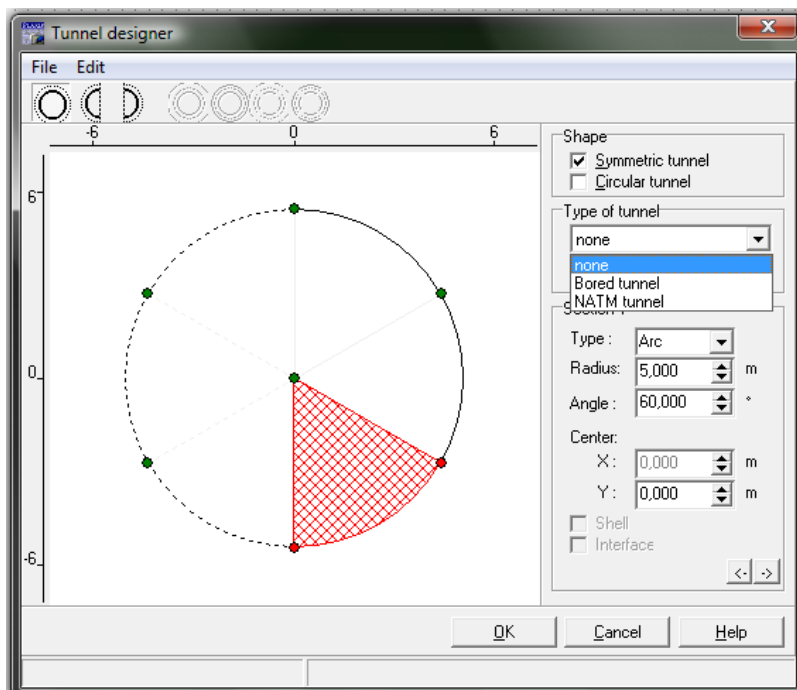 Tunnel designer
File Edit
-6 0 6
6
0
-6
Shape
Symmetric tunnel
Circular tunnel
Type of tunnel
none
none
Bored tunnel
NATM tunnel
Type : Arc
Radius: 5,000 m
Angle : 60,000 °
Center:
X : 0,000 m
Y : 0,000 m
Shell
Interface
<- ->
OK Cancel Help